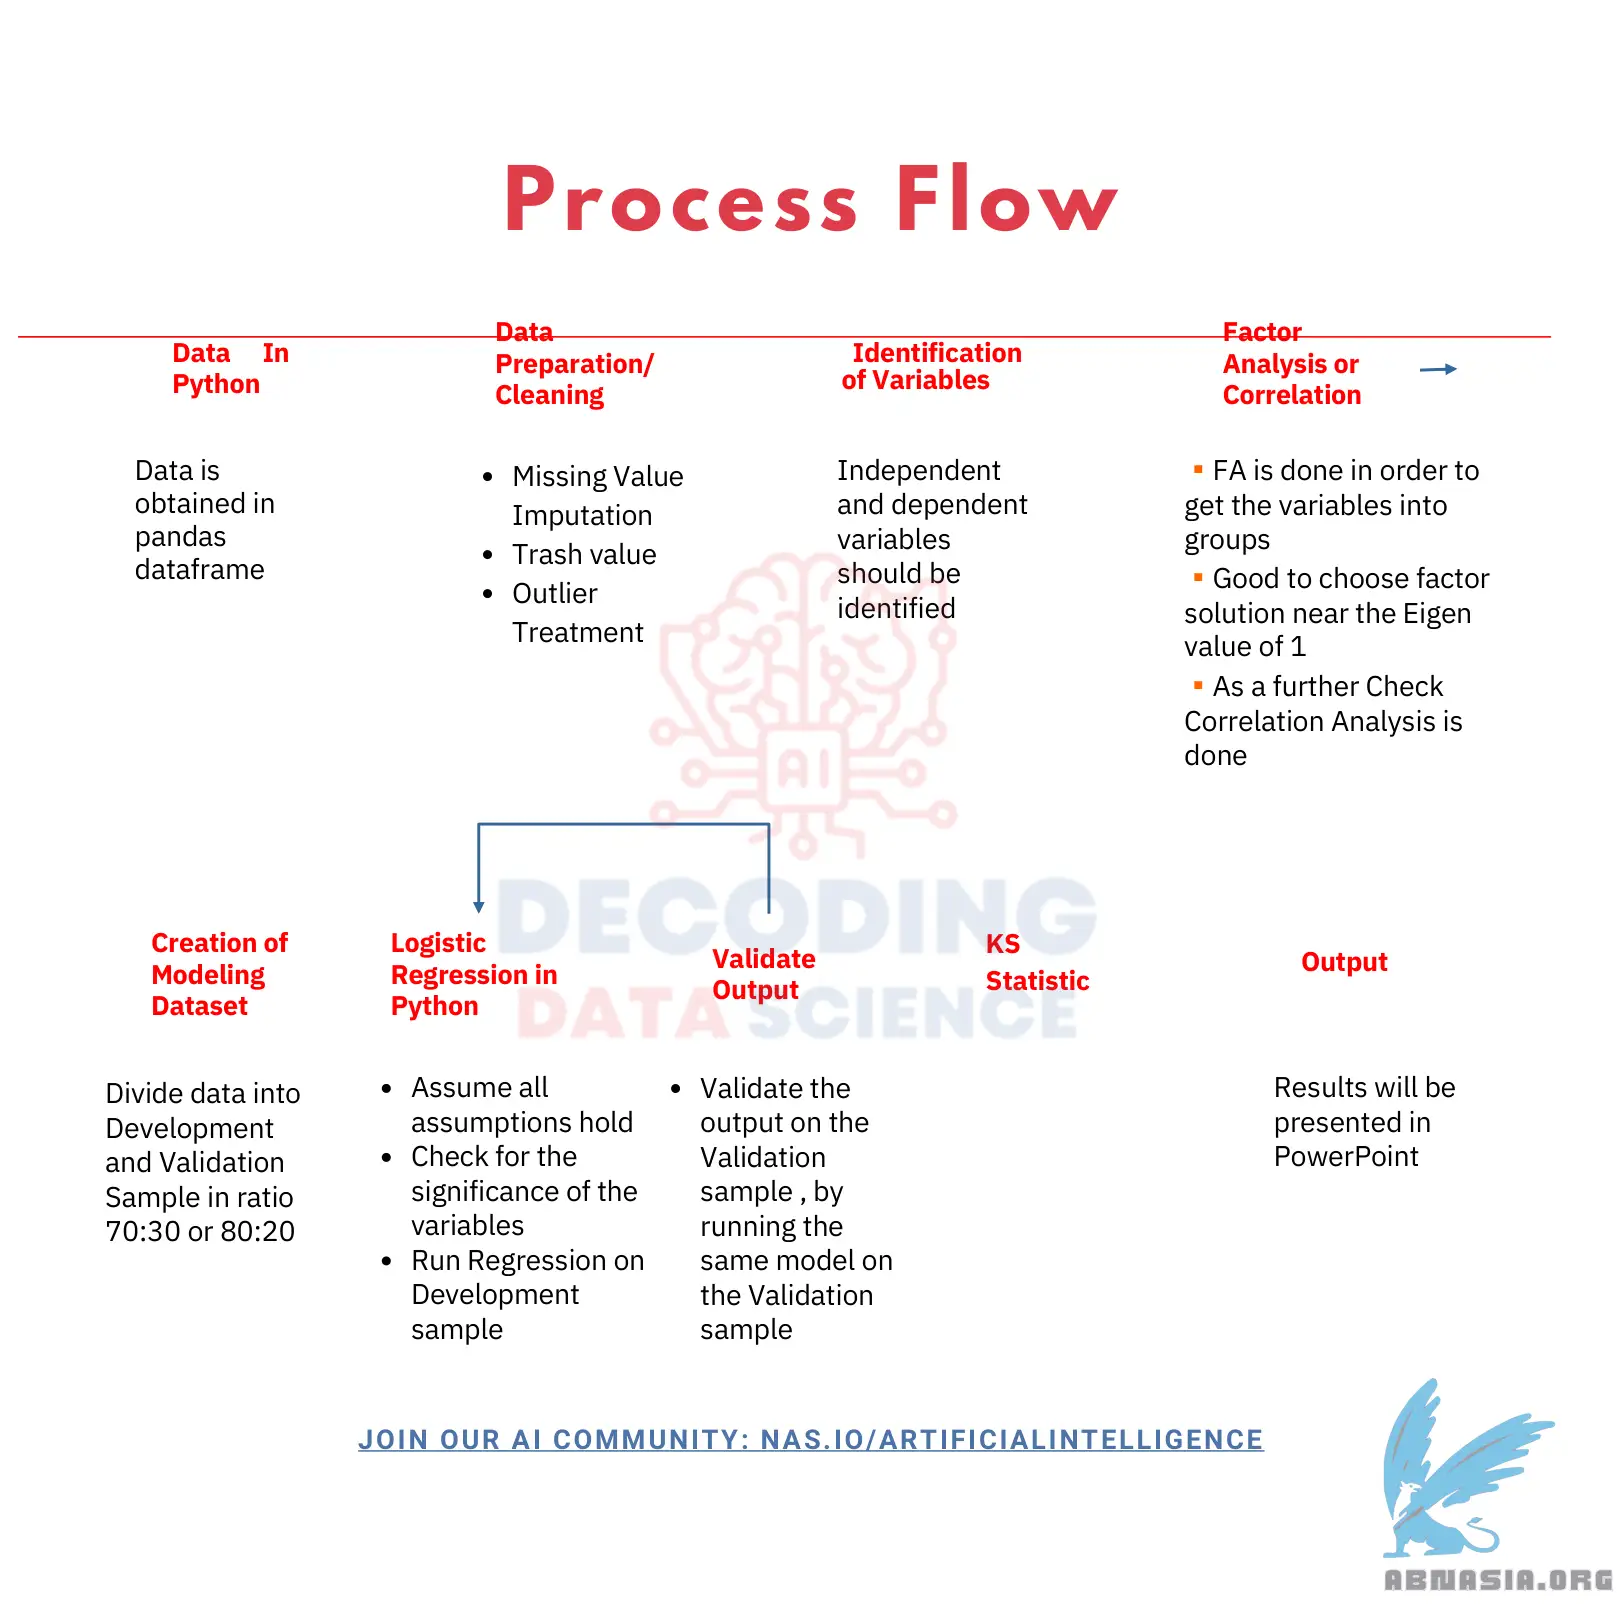 Process Flow
Data In
Python
Data
Preparation/
Cleaning
Identification
of Variables
Factor
Analysis or
Correlation
Data is
obtained in
pandas
dataframe
• Missing Value
Imputation
• Trash value
• Outlier
Treatment
Independent
and dependent
variables
should be
identified
▪ FA is done in order to
get the variables into
groups
▪ Good to choose factor
solution near the Eigen
value of 1
▪ As a further Check
Correlation Analysis is
done
AI
DECODING
DATA SCIENCE
Creation of
Modeling
Dataset
Logistic
Regression in
Python
Validate
Output
KS
Statistic
Output
Divide data into
Development
and Validation
Sample in ratio
70:30 or 80:20
• Assume all
assumptions hold
• Check for the
significance of the
variables
• Run Regression on
Development
sample
• Validate the
output on the
Validation
sample , by
running the
same model on
the Validation
sample
Results will be
presented in
PowerPoint
JOIN OUR AI COMMUNITY: NAS.IO/ARTIFICIALINTELLIGENCE
ABNASIA.ORG